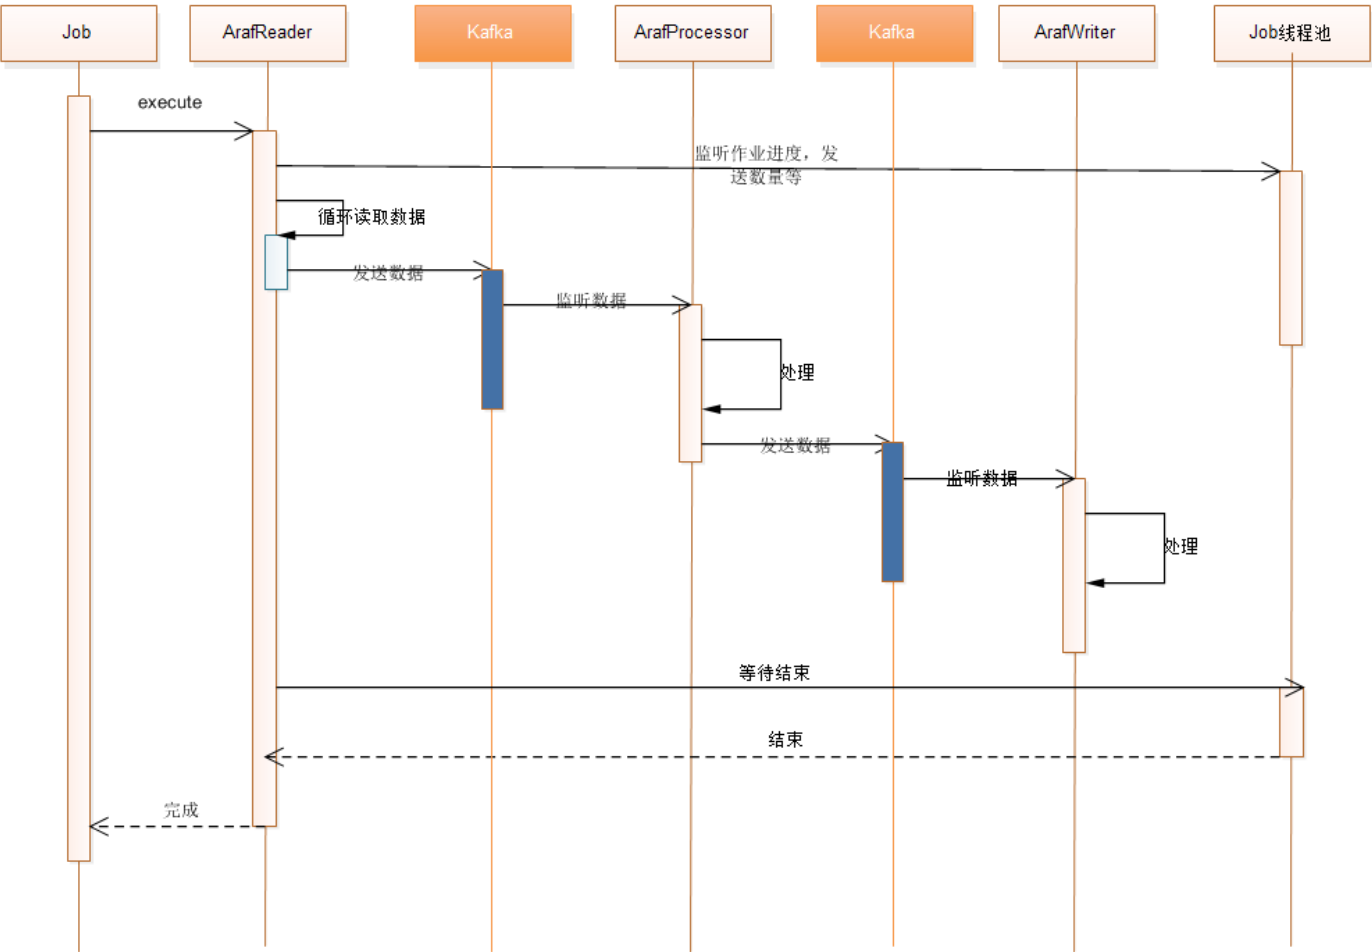 Job
ArafReader
Kafka
ArafProcessor
Kafka
ArafWriter
Job线程池
execute
监听作业进度，发
送数量等
循环读取数据
发送数据
监听数据
处理
发送数据
监听数据
处理
等待结束
结束
完成